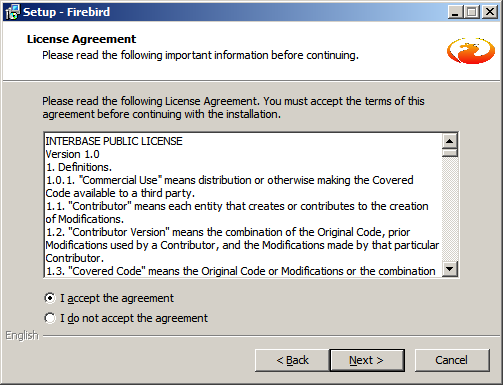 Setup - Firebird
License Agreement
Please read the following important information before continuing.
Please read the following License Agreement. You must accept the terms of this
agreement before continuing with the installation.
INTERBASE PUBLIC LICENSE
Version 1.0
1. Definitions.
1.0.1. "Commercial Use" means distribution or otherwise making the Covered
Code available to a third party.
1.1. "Contributor" means each entity that creates or contributes to the creation
of Modifications.
1.2. "Contributor Version" means the combination of the Original Code, prior
Modifications used by a Contributor, and the Modifications made by that particular
Contributor.
1.3. "Covered Code" means the Original Code or Modifications or the combination
I accept the agreement
I do not accept the agreement
English
< Back
Next >
Cancel